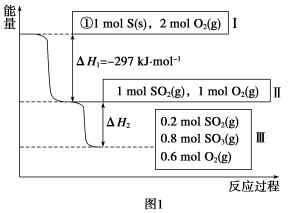 能量
①1 mol S(s)，2 mol O₂(g) Ⅰ
ΔH₁=−297 kJ·mol⁻¹
1 mol SO₂(g)，1 mol O₂(g) Ⅱ
ΔH₂
0.2 mol SO₂(g)
0.8 mol SO₃(g) Ⅲ
0.6 mol O₂(g)
反应过程
图1